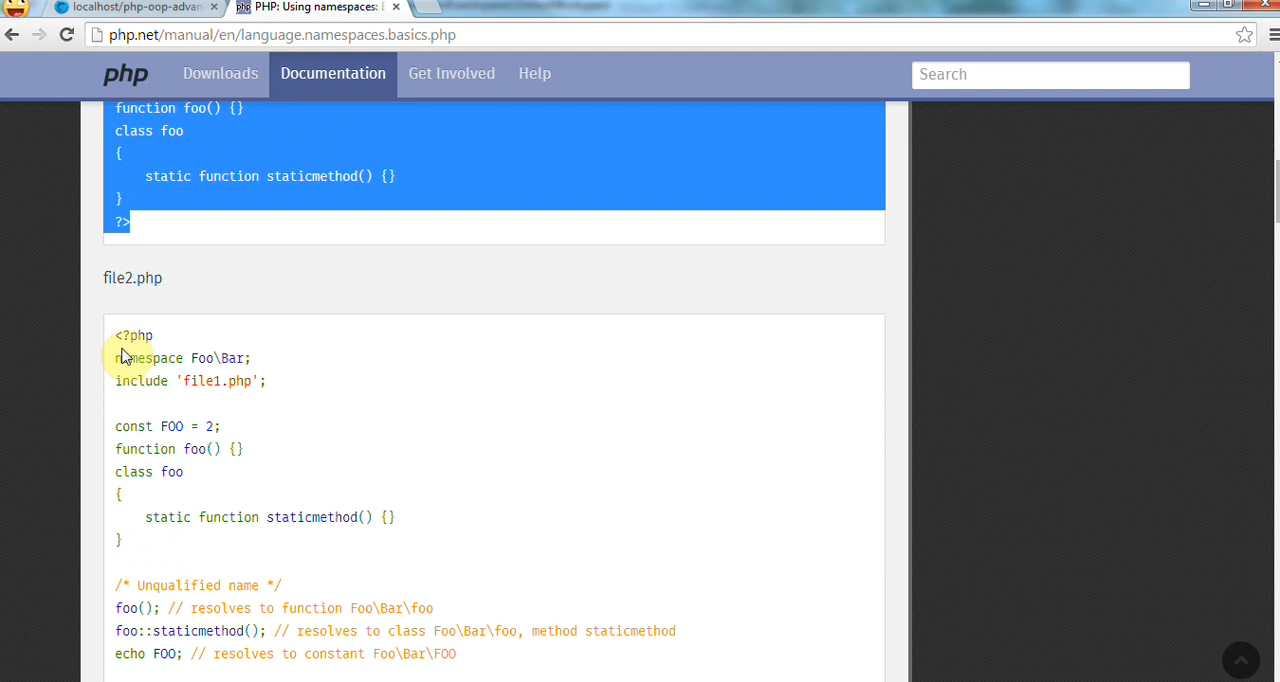 localhost/php-oop-advan
php PHP: Using namespaces:
php.net/manual/en/language.namespaces.basics.php
php Downloads Documentation Get Involved Help Search
function foo() {}
class foo
{
static function staticmethod() {}
}
?>
file2.php
<?php
namespace Foo\Bar;
include 'file1.php';
const FOO = 2;
function foo() {}
class foo
{
static function staticmethod() {}
}
/* Unqualified name */
foo(); // resolves to function Foo\Bar\foo
foo::staticmethod(); // resolves to class Foo\Bar\foo, method staticmethod
echo FOO; // resolves to constant Foo\Bar\FOO